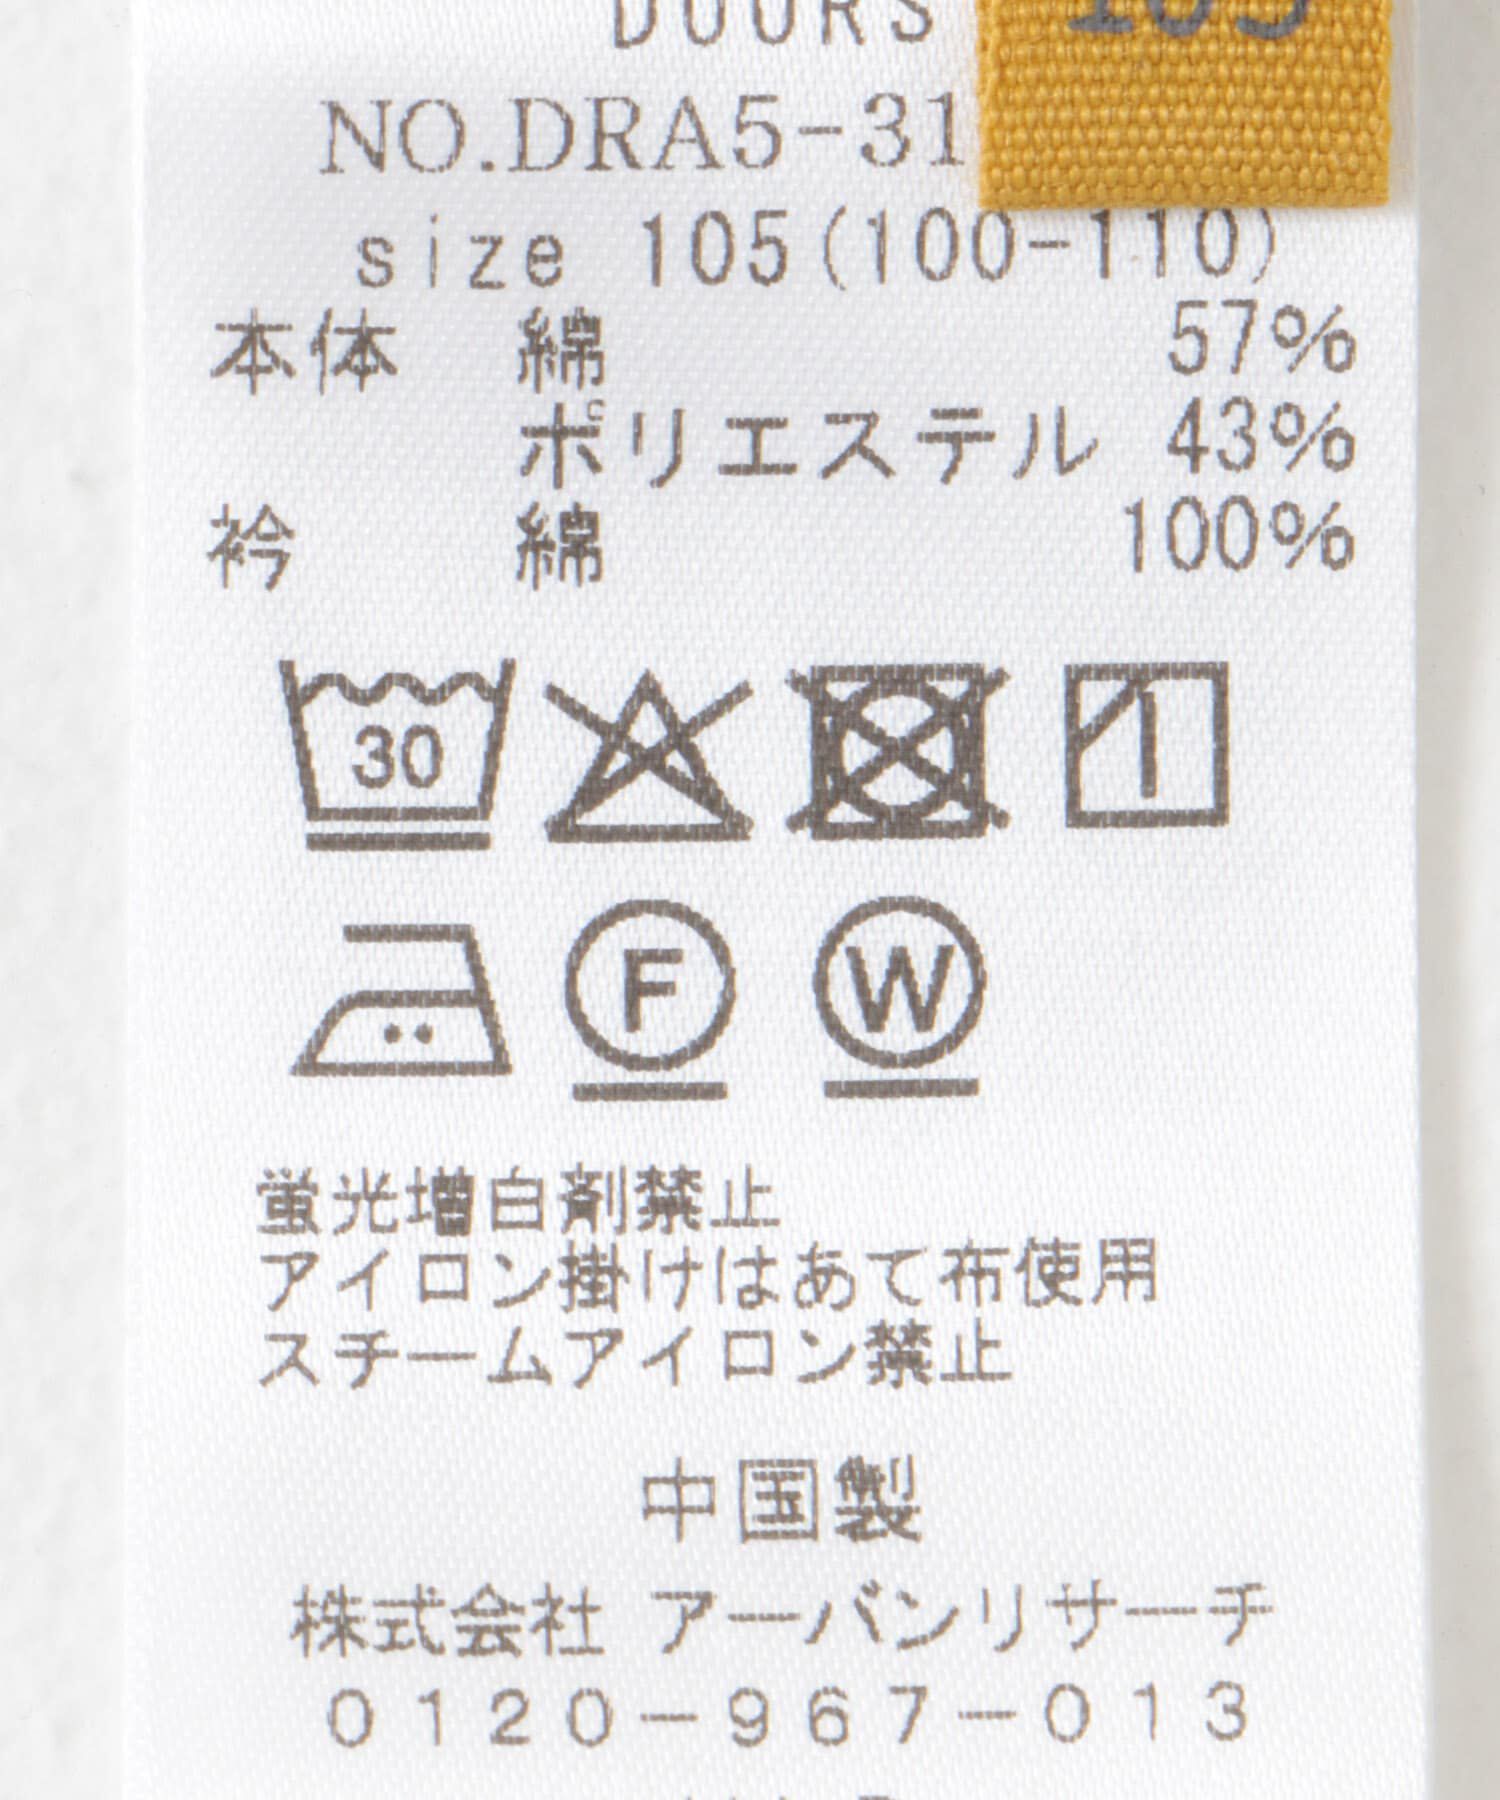 DOORS
105
NO.DRA5-31
size 105(100-110)
本体 綿 57%
ポリエステル 43%
衿 綿 100%
30
F W
蛍光増白剤禁止
アイロン掛けはあて布使用
スチームアイロン禁止
中国製
株式会社 アーバンリサーチ
0120-967-013